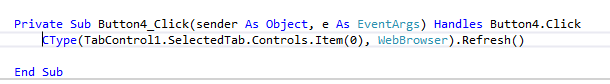 Private Sub Button4_Click(sender As Object, e As EventArgs) Handles Button4.Click
    CType(TabControl1.SelectedTab.Controls.Item(0), WebBrowser).Refresh()
End Sub